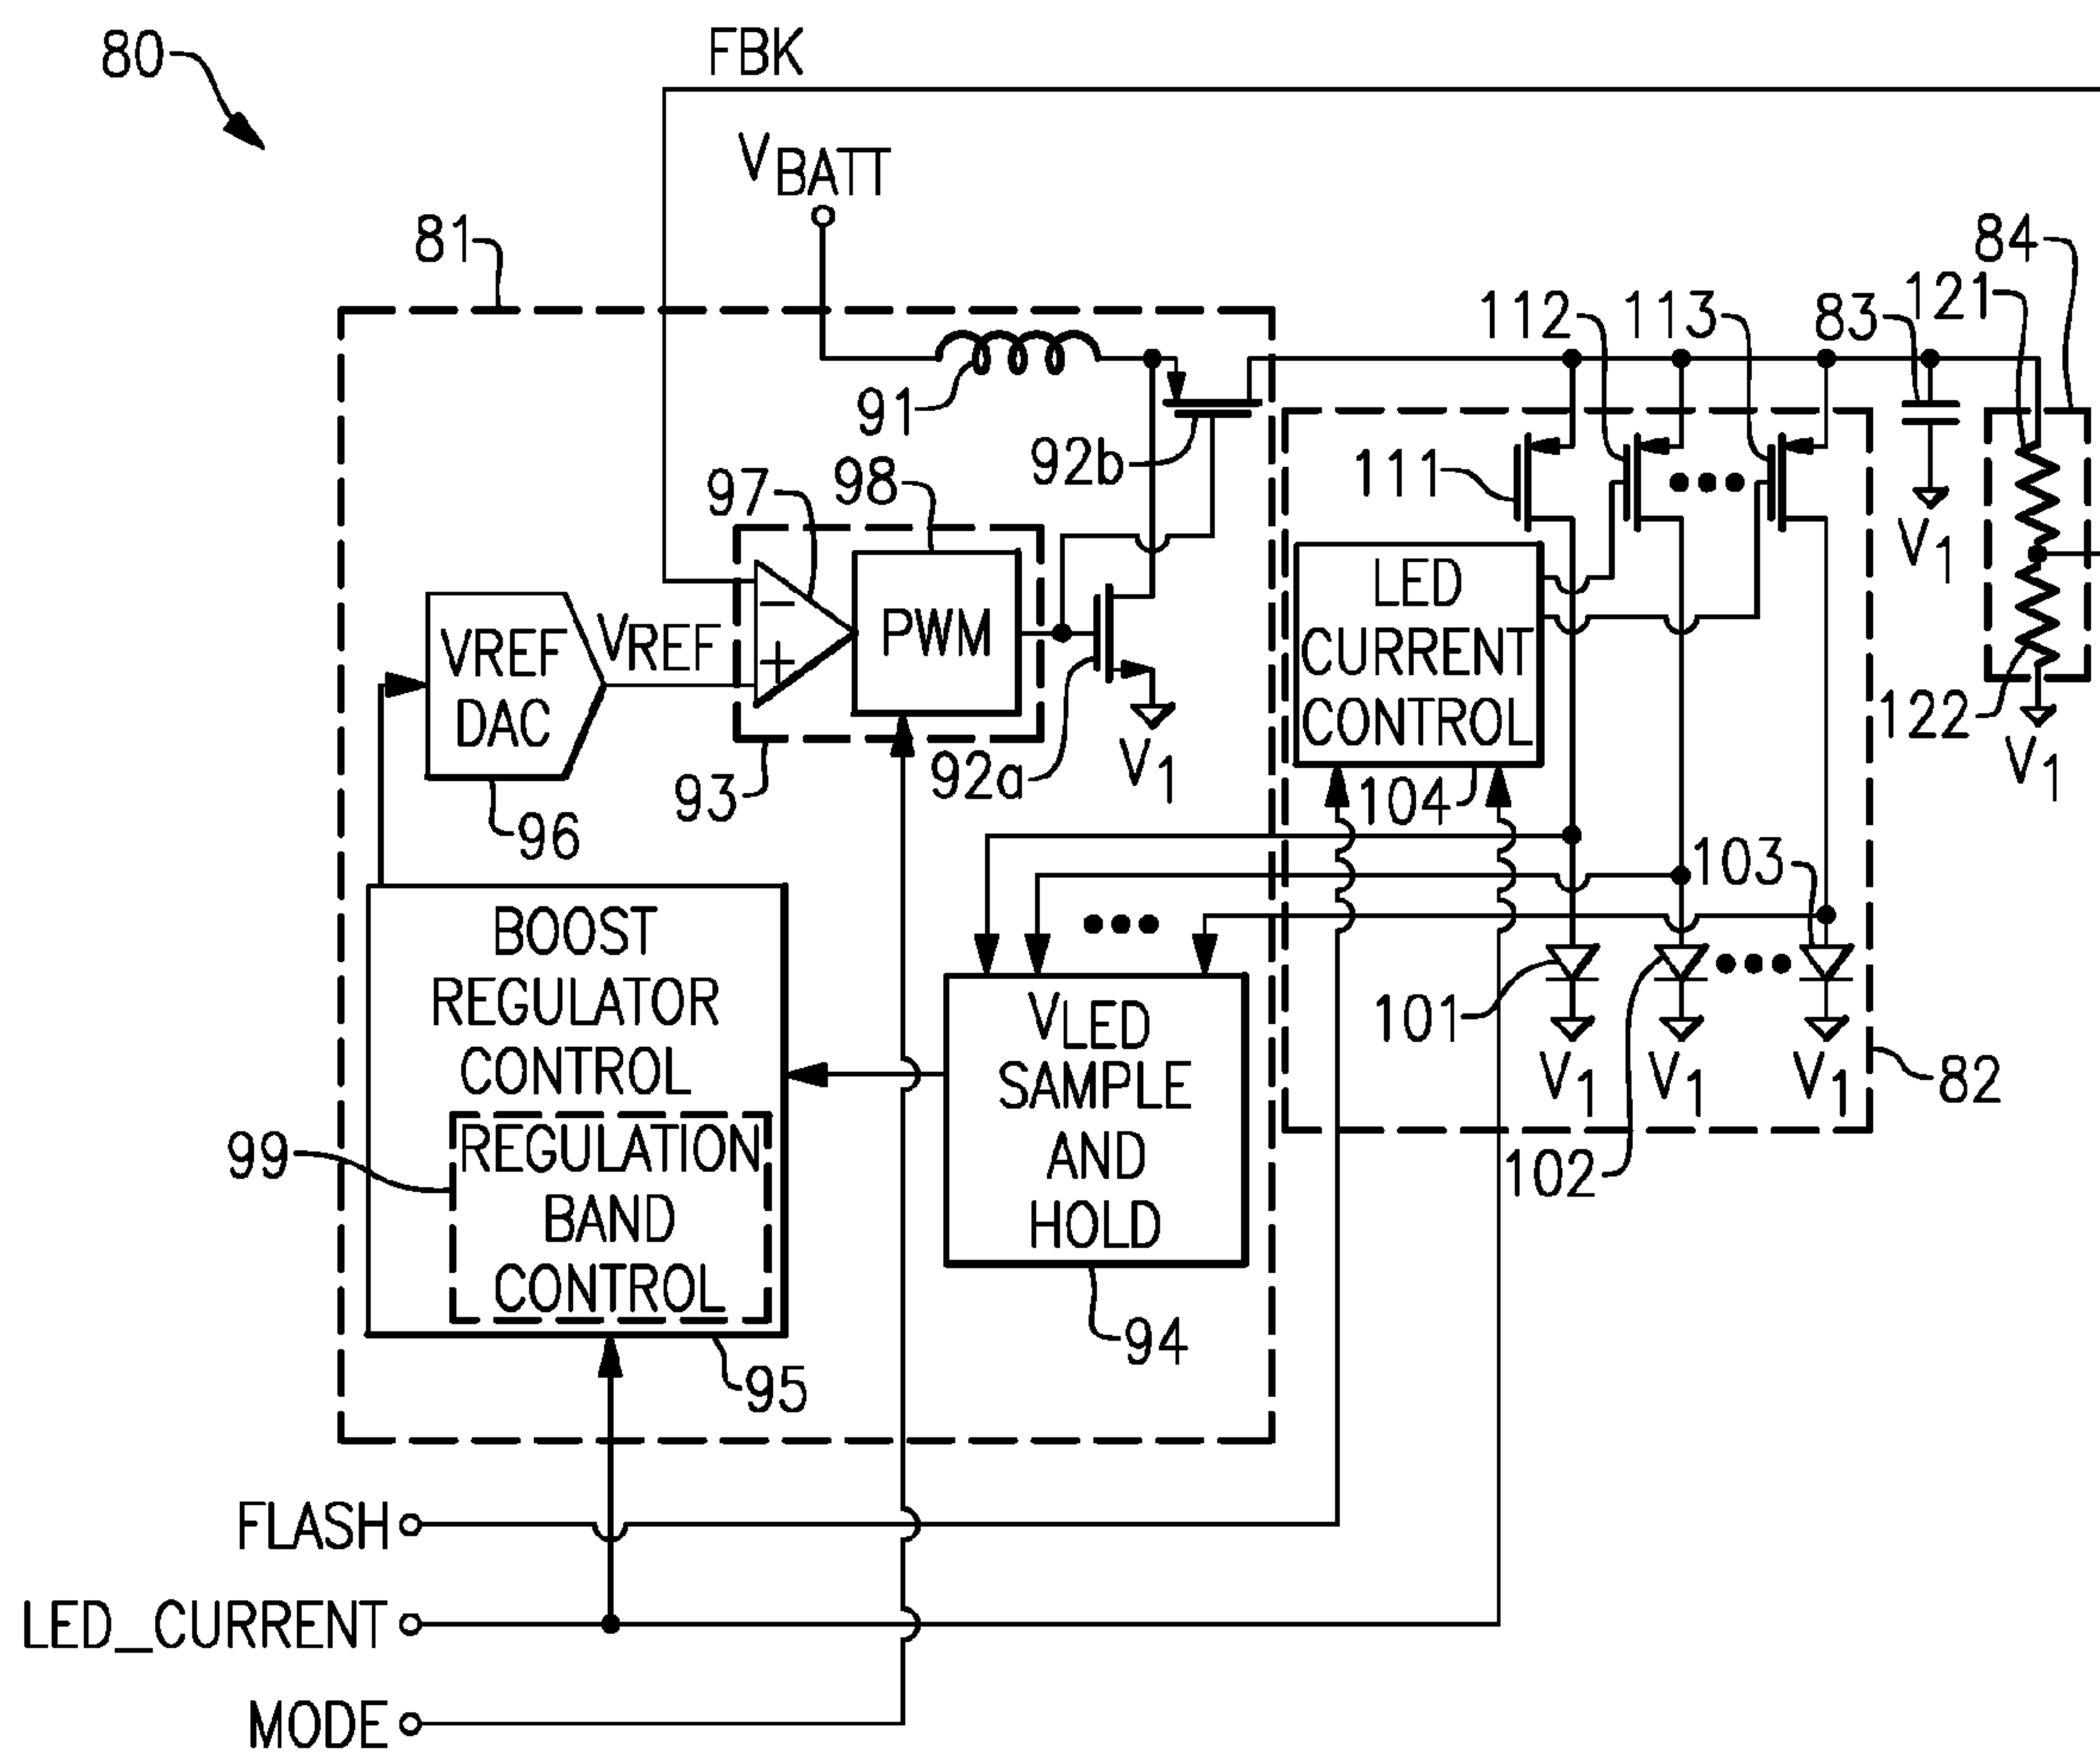 80
FBK
VBATT
81
84
112
113
83
121
91
92b
111
97
98
V1
VREF
DAC
VREF
−
+
PWM
LED
CURRENT
CONTROL
122
V1
93
92a
V1
104
96
103
BOOST
REGULATOR
CONTROL
VLED
SAMPLE
AND
HOLD
101
V1
V1
V1
82
99
REGULATION
BAND
CONTROL
102
94
95
FLASH
LED_CURRENT
MODE